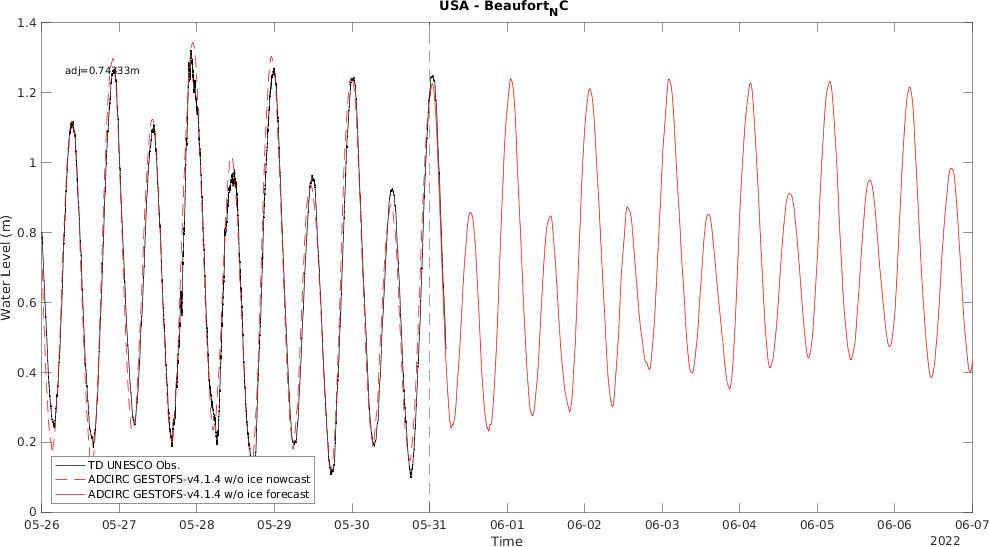 USA - Beaufort_NC
1.4
adj=0.74333m
1.2
1
0.8
Water Level (m)
0.6
0.4
0.2
0
TD UNESCO Obs.
ADCIRC GESTOFS-v4.1.4 w/o ice nowcast
ADCIRC GESTOFS-v4.1.4 w/o ice forecast
05-26 05-27 05-28 05-29 05-30 05-31 06-01 06-02 06-03 06-04 06-05 06-06 06-07
Time
2022